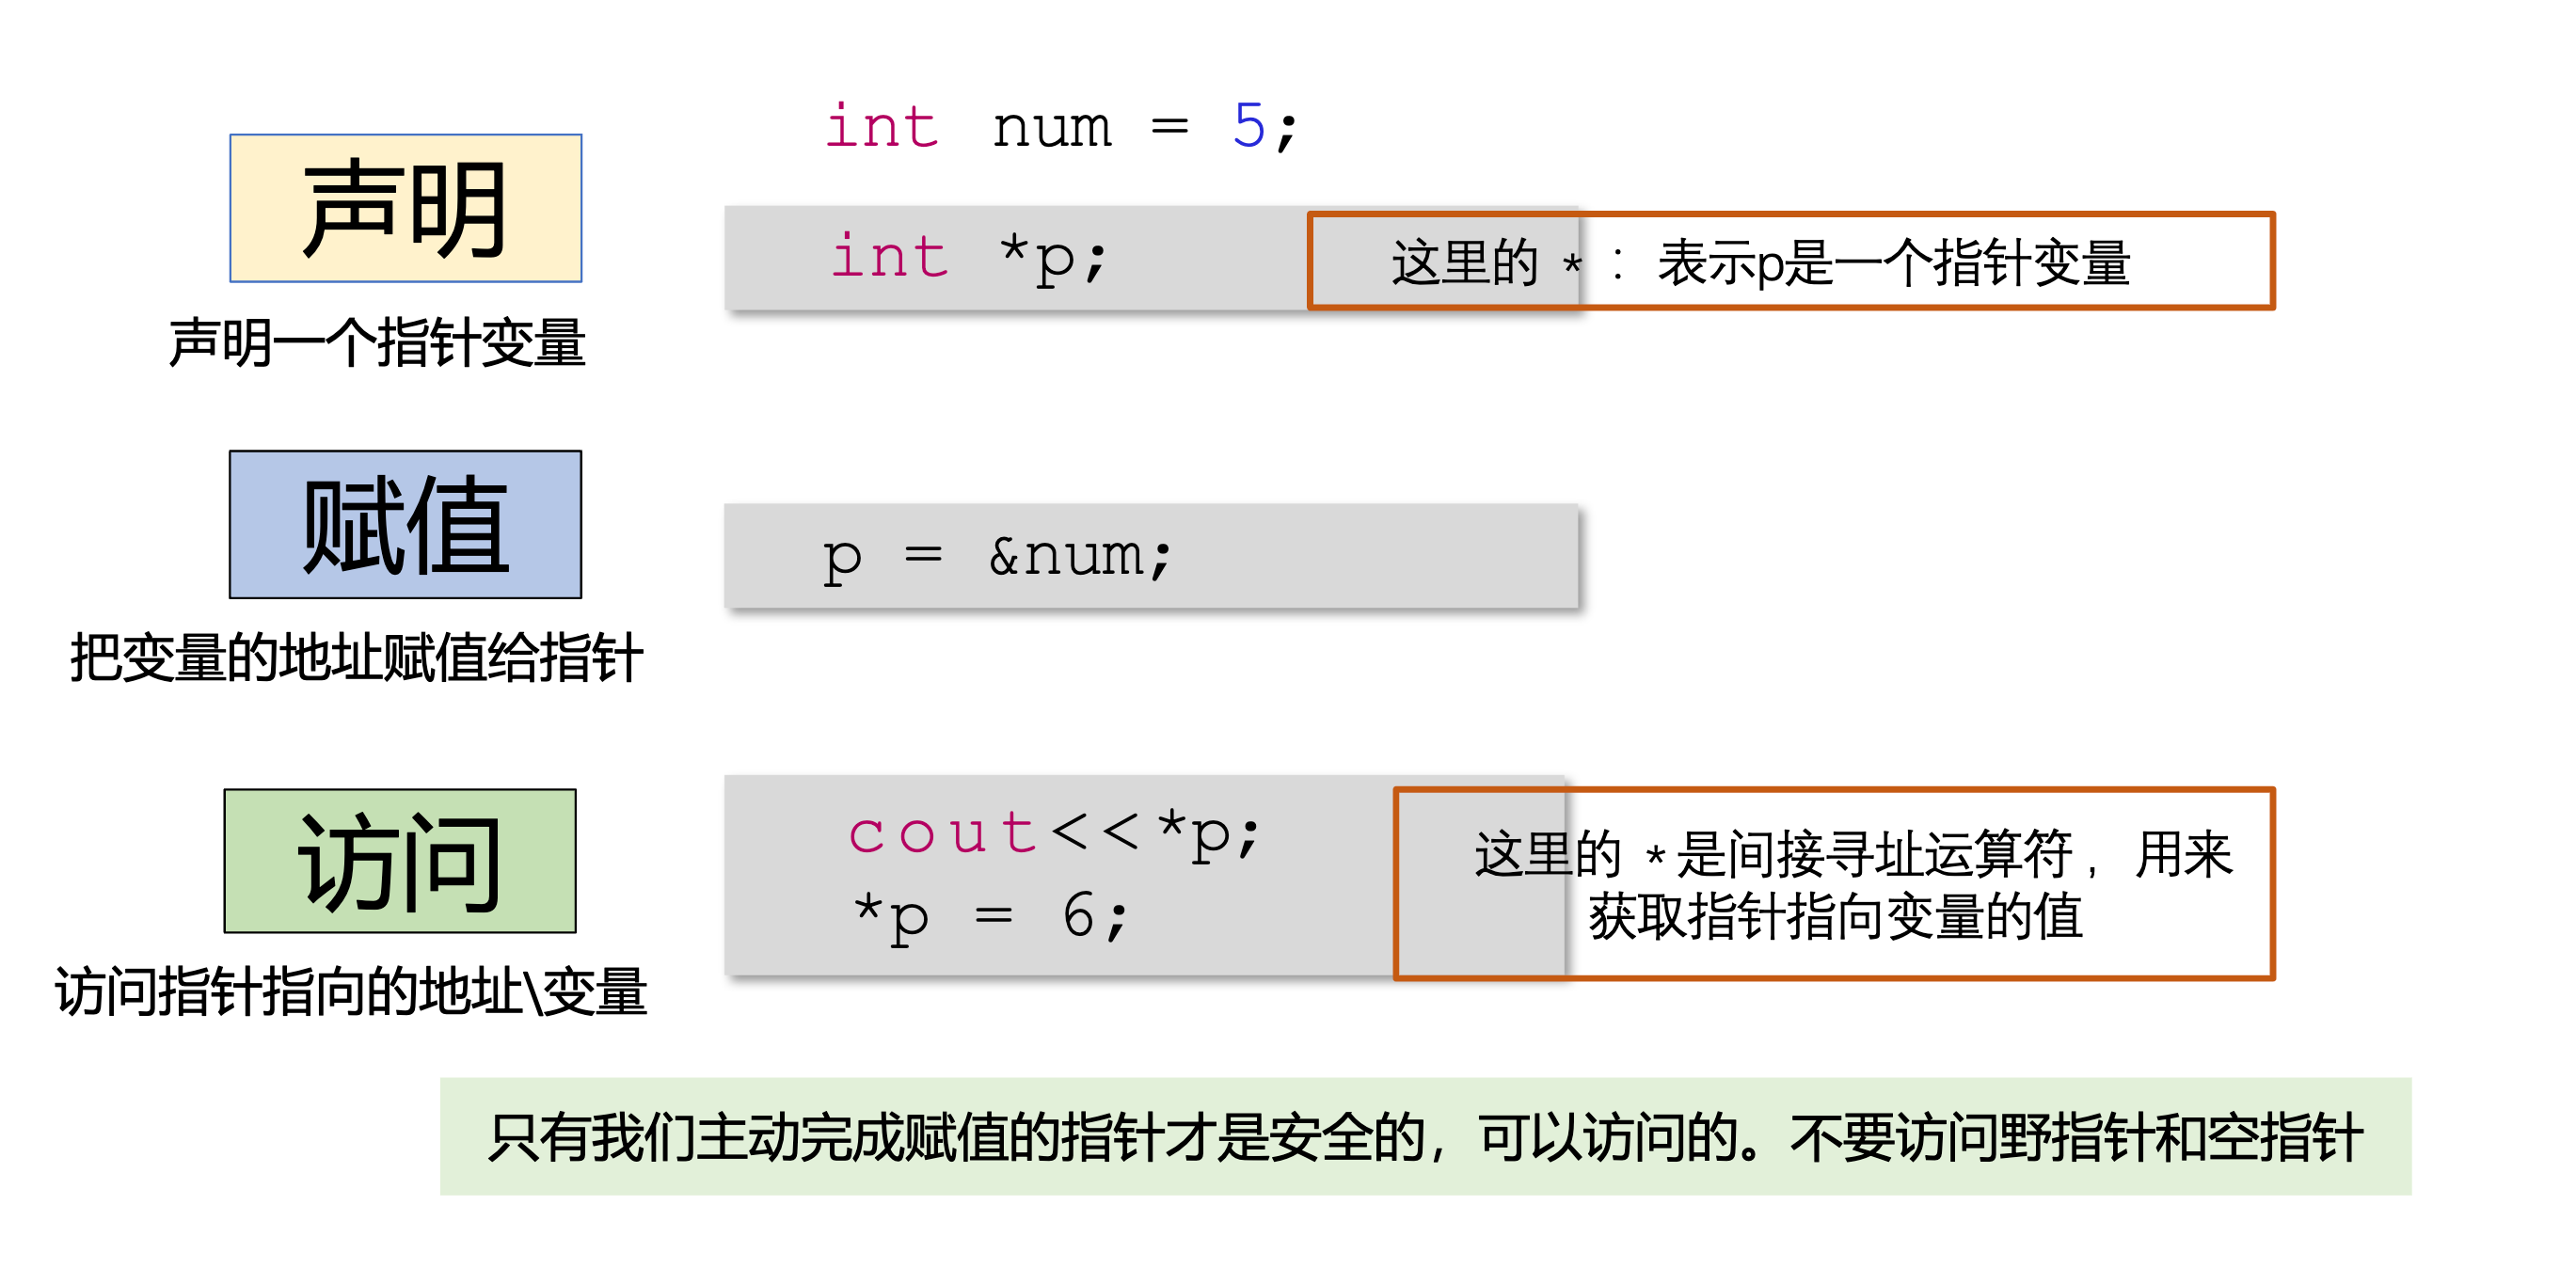 int num = 5;
声明
int *p;
这里的 * ：表示p是一个指针变量
声明一个指针变量
赋值
p = &num;
把变量的地址赋值给指针
访问
cout<<*p;
*p = 6;
这里的 *是间接寻址运算符，用来
获取指针指向变量的值
访问指针指向的地址\变量
只有我们主动完成赋值的指针才是安全的，可以访问的。不要访问野指针和空指针